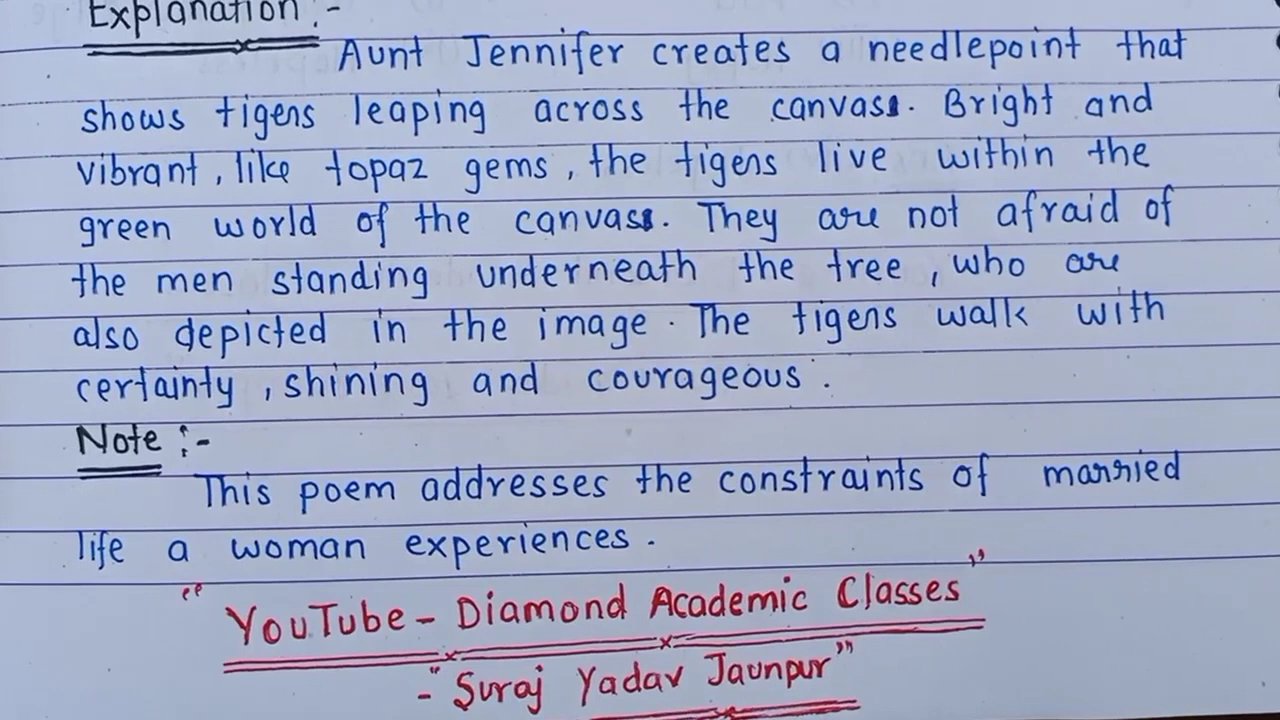 Explanation :-
Aunt Jennifer creates a needlepoint that
shows tigers leaping across the canvass. Bright and
vibrant, like topaz gems, the tigers live within the
green world of the canvass. They are not afraid of
the men standing underneath the tree, who are
also depicted in the image. The tigers walk with
certainty, shining and courageous.
Note :-
This poem addresses the constraints of married
life a woman experiences.
"YouTube - Diamond Academic Classes"
- "Suraj Yadav Jaunpur"